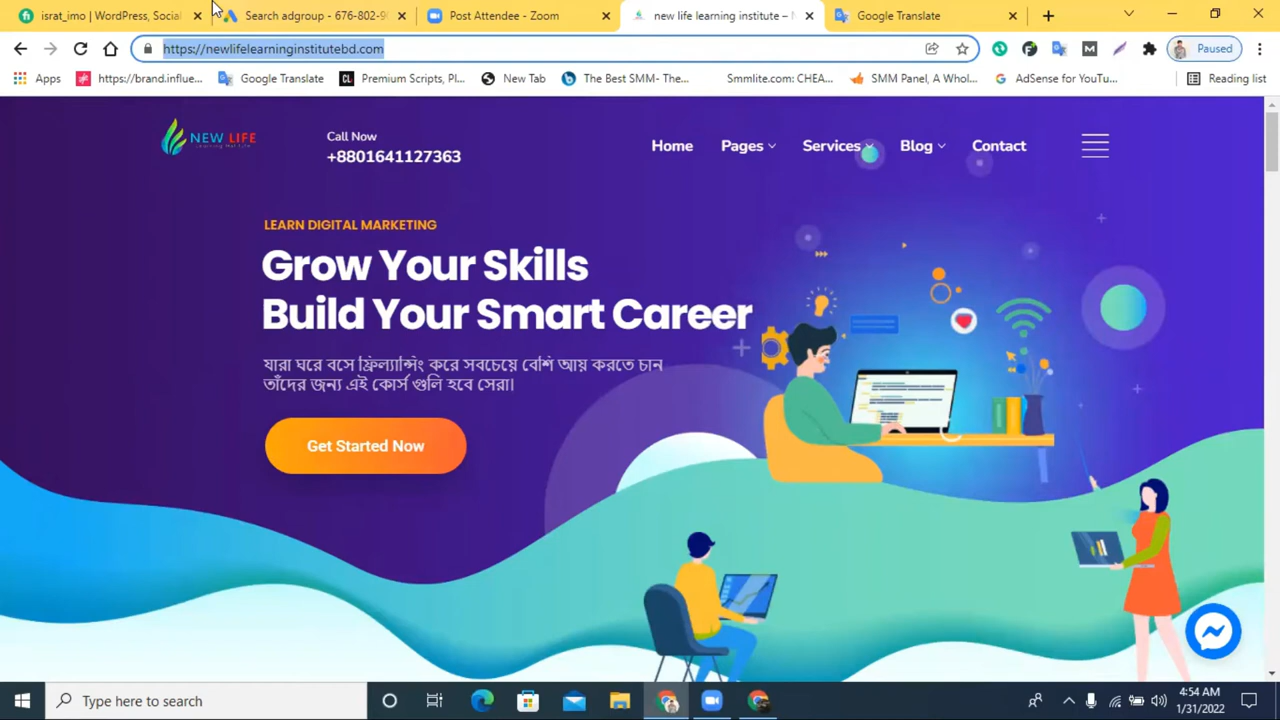 israt_imo | WordPress, Social
Search adgroup - 676-802-9
Post Attendee - Zoom
new life learning institute –
Google Translate
https://newlifelearninginstitutebd.com
Paused
Apps
https://brand.influe...
Google Translate
Premium Scripts, Pl...
New Tab
The Best SMM- The...
Smmlite.com: CHEA...
SMM Panel, A Whol...
AdSense for YouTu...
Reading list
NEW LIFE
Call Now
+8801641127363
Home
Pages
Services
Blog
Contact
LEARN DIGITAL MARKETING
Grow Your Skills
Build Your Smart Career
যারা ঘরে বসে ফ্রিল্যান্সিং করে সবচেয়ে বেশি আয় করতে চান
তাঁদের জন্য এই কোর্স গুলি হবে সেরা।
Get Started Now
Type here to search
4:54 AM
1/31/2022